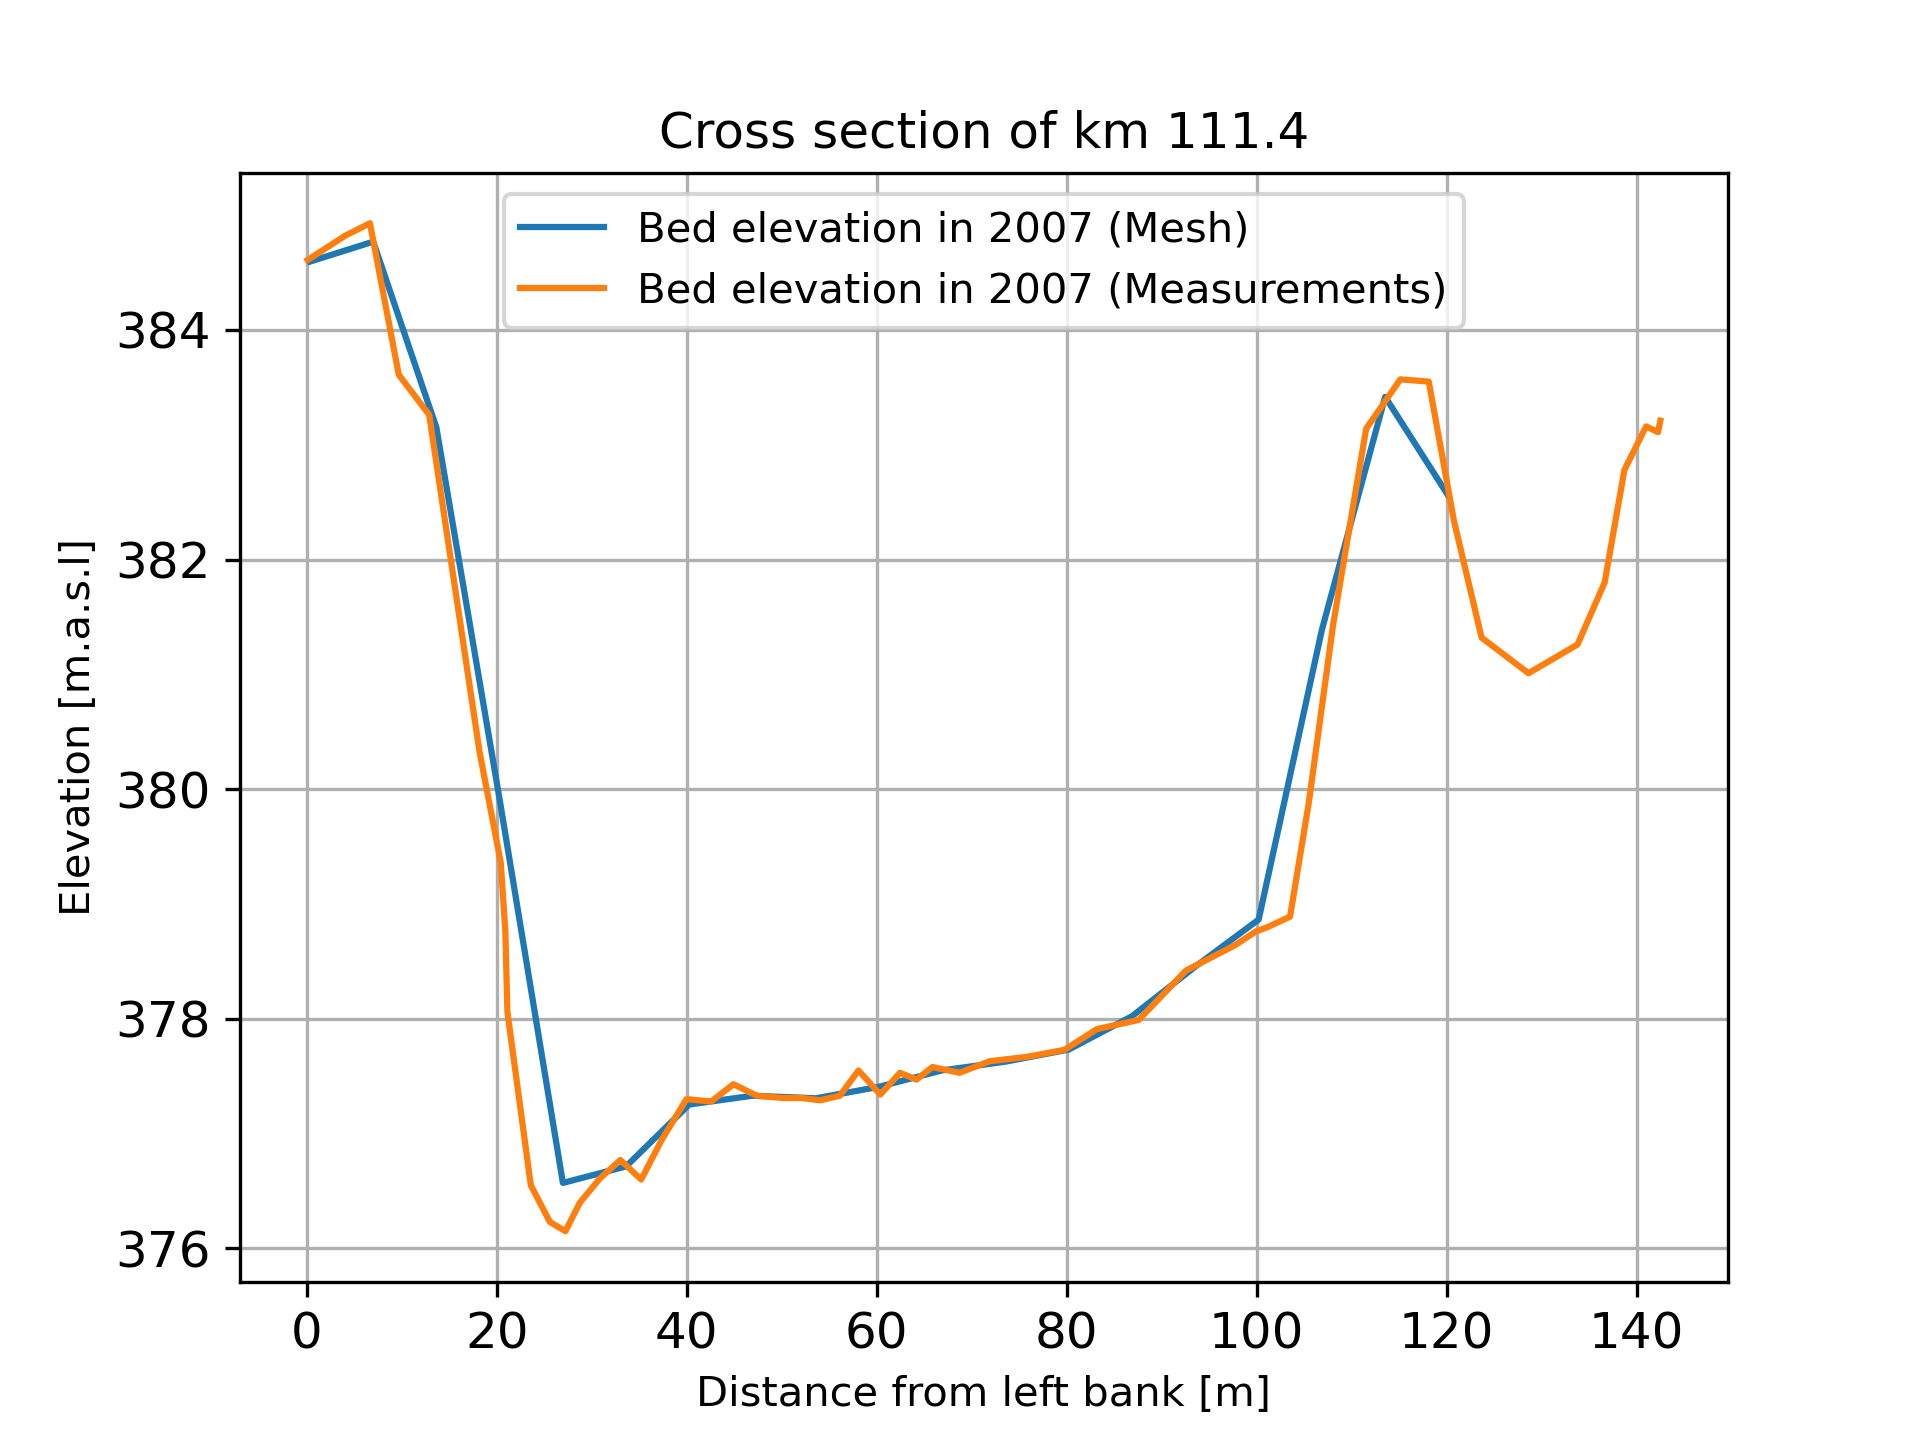 Cross section of km 111.4
Bed elevation in 2007 (Mesh)
Bed elevation in 2007 (Measurements)
384
382
380
378
376
Elevation [m.a.s.l]
0 20 40 60 80 100 120 140
Distance from left bank [m]